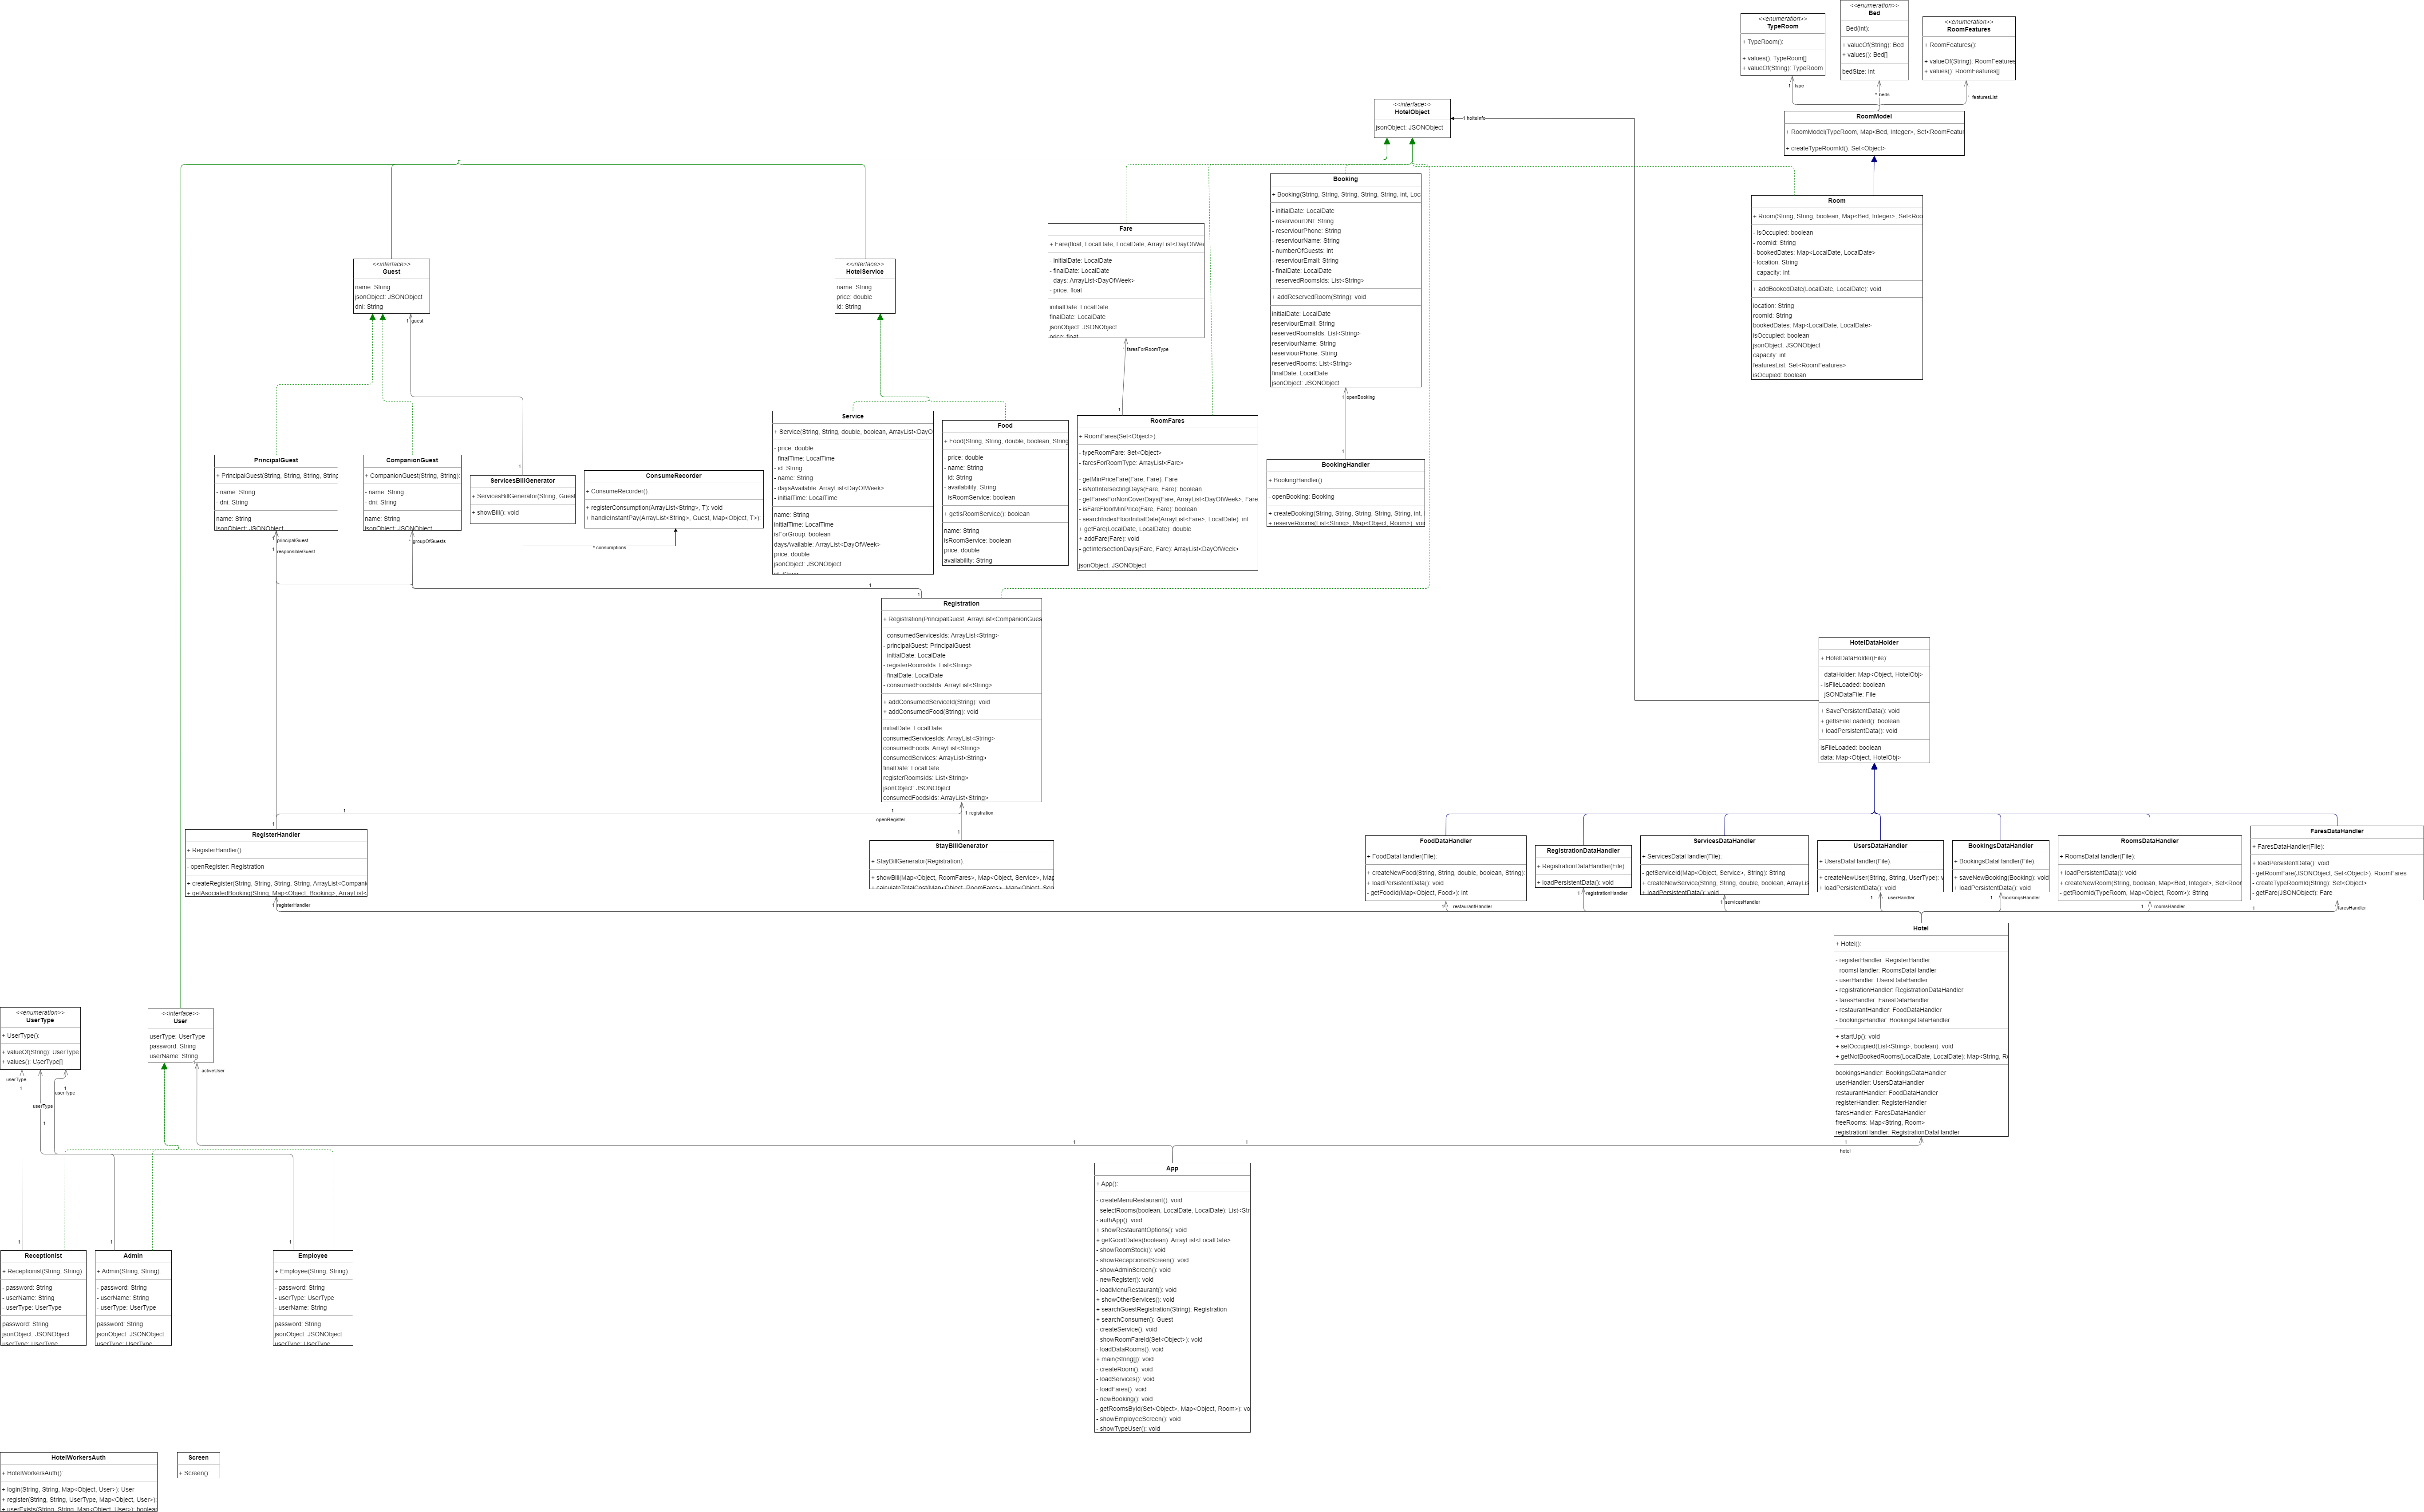 <<enumeration>>
TypeRoom
+ TypeRoom():
+ values(): TypeRoom[]
+ valueOf(String): TypeRoom
<<enumeration>>
Bed
- Bed(int):
+ valueOf(String): Bed
+ values(): Bed[]
bedSize: int
<<enumeration>>
RoomFeatures
+ RoomFeatures():
+ valueOf(String): RoomFeatures
+ values(): RoomFeatures[]
1 type
* beds
* featuresList
<<interface>>
HotelObject
jsonObject: JSONObject
1 hotleInfo
RoomModel
+ RoomModel(TypeRoom, Map<Bed, Integer>, Set<RoomFeatur
+ createTypeRoomId(): Set<Object>
Booking
+ Booking(String, String, String, String, String, int, Loc
- initialDate: LocalDate
- reserviourDNI: String
- reserviourPhone: String
- reserviourName: String
- numberOfGuests: int
- reserviourEmail: String
- finalDate: LocalDate
- reservedRoomsIds: List<String>
+ addReservedRoom(String): void
initialDate: LocalDate
reserviourEmail: String
reservedRoomsIds: List<String>
reserviourName: String
reserviourPhone: String
reservedRooms: List<String>
finalDate: LocalDate
jsonObject: JSONObject
Room
+ Room(String, String, boolean, Map<Bed, Integer>, Set<Roo
- isOccupied: boolean
- roomId: String
- bookedDates: Map<LocalDate, LocalDate>
- location: String
- capacity: int
+ addBookedDate(LocalDate, LocalDate): void
location: String
roomId: String
bookedDates: Map<LocalDate, LocalDate>
isOccupied: boolean
jsonObject: JSONObject
capacity: int
featuresList: Set<RoomFeatures>
isOcupied: boolean
Fare
+ Fare(float, LocalDate, LocalDate, ArrayList<DayOfWee
- initialDate: LocalDate
- finalDate: LocalDate
- days: ArrayList<DayOfWeek>
- price: float
initialDate: LocalDate
finalDate: LocalDate
jsonObject: JSONObject
price: float
* faresForRoomType
1
<<interface>>
Guest
name: String
jsonObject: JSONObject
dni: String
1 guest
<<interface>>
HotelService
name: String
price: double
id: String
1 openBooking
1
PrincipalGuest
+ PrincipalGuest(String, String, String, String
- name: String
- dni: String
name: String
jsonObject: JSONObject
CompanionGuest
+ CompanionGuest(String, String):
- name: String
- dni: String
name: String
jsonObject: JSONObject
1
ServicesBillGenerator
+ ServicesBillGenerator(String, Guest
+ showBill(): void
ConsumeRecorder
+ ConsumeRecorder():
+ registerConsumption(ArrayList<String>, T): void
+ handleInstantPay(ArrayList<String>, Guest, Map<Object, T>):
* consumptions
Service
+ Service(String, String, double, boolean, ArrayList<DayO
- price: double
- finalTime: LocalTime
- id: String
- name: String
- daysAvailable: ArrayList<DayOfWeek>
- initialTime: LocalTime
name: String
initialTime: LocalTime
isForGroup: boolean
daysAvailable: ArrayList<DayOfWeek>
price: double
jsonObject: JSONObject
id: String
Food
+ Food(String, String, double, boolean, String
- price: double
- name: String
- id: String
- availability: String
- isRoomService: boolean
+ getisRoomService(): boolean
name: String
isRoomService: boolean
price: double
availability: String
RoomFares
+ RoomFares(Set<Object>):
- typeRoomFare: Set<Object>
- faresForRoomType: ArrayList<Fare>
- getMinPriceFare(Fare, Fare): Fare
- isNotIntersectingDays(Fare, Fare): boolean
- getFaresForNonCoverDays(Fare, ArrayList<DayOfWeek>, Fare
- isFareFloorMinPrice(Fare, Fare): boolean
- searchIndexFloorInitialDate(ArrayList<Fare>, LocalDate): int
+ getFare(LocalDate, LocalDate): double
+ addFare(Fare): void
- getIntersectionDays(Fare, Fare): ArrayList<DayOfWeek>
jsonObject: JSONObject
BookingHandler
+ BookingHandler():
- openBooking: Booking
+ createBooking(String, String, String, String, String, int,
+ reserveRooms(List<String>, Map<Object, Room>): voi
1 principalGuest
1 responsibleGuest
* groupOfGuests
1
1
Registration
+ Registration(PrincipalGuest, ArrayList<CompanionGues
- consumedServicesIds: ArrayList<String>
- principalGuest: PrincipalGuest
- initialDate: LocalDate
- registerRoomsIds: List<String>
- finalDate: LocalDate
- consumedFoodsIds: ArrayList<String>
+ addConsumedServiceId(String): void
+ addConsumedFood(String): void
initialDate: LocalDate
consumedServicesIds: ArrayList<String>
consumedFoods: ArrayList<String>
consumedServices: ArrayList<String>
finalDate: LocalDate
registerRoomsIds: List<String>
jsonObject: JSONObject
consumedFoodsIds: ArrayList<String>
HotelDataHolder
+ HotelDataHolder(File):
- dataHolder: Map<Object, HotelObj>
- isFileLoaded: boolean
- jSONDataFile: File
+ SavePersistentData(): void
+ getIsFileLoaded(): boolean
+ loadPersistentData(): void
isFileLoaded: boolean
data: Map<Object, HotelObj>
1
1
openRegister
1 registration
1
1
RegisterHandler
+ RegisterHandler():
- openRegister: Registration
+ createRegister(String, String, String, String, ArrayList<Compani
+ getAsociatedBooking(String, Map<Object, Booking>, ArrayList<
StayBillGenerator
+ StayBillGenerator(Registration):
+ showBill(Map<Object, RoomFares>, Map<Object, Service>, Map
+ calculateTotalCost(Map<Object, RoomFares>, Map<Object, Ser
FoodDataHandler
+ FoodDataHandler(File):
+ createNewFood(String, String, double, boolean, String):
+ loadPersistentData(): void
- getFoodId(Map<Object, Food>): int
RegistrationDataHandler
+ RegistrationDataHandler(File):
+ loadPersistentData(): void
ServicesDataHandler
+ ServicesDataHandler(File):
- getServiceId(Map<Object, Service>, String): String
+ createNewService(String, String, double, boolean, ArrayLis
+ loadPersistentData(): void
UsersDataHandler
+ UsersDataHandler(File):
+ createNewUser(String, String, UserType): v
+ loadPersistentData(): void
BookingsDataHandler
+ BookingsDataHandler(File):
+ saveNewBooking(Booking): void
+ loadPersistentData(): void
RoomsDataHandler
+ RoomsDataHandler(File):
+ loadPersistentData(): void
+ createNewRoom(String, boolean, Map<Bed, Integer>, Set<Roor
- getRoomId(TypeRoom, Map<Object, Room>): String
FaresDataHandler
+ FaresDataHandler(File):
+ loadPersistentData(): void
- getRoomFare(JSONObject, Set<Object>): RoomFares
- createTypeRoomId(String): Set<Object>
- getFare(JSONObject): Fare
1 registerHandler
1 restaurantHandler
1 registrationHandler
1 servicesHandler
1 userHandler
1 bookingsHandler
1 roomsHandler
1 faresHandler
Hotel
+ Hotel():
- registerHandler: RegisterHandler
- roomsHandler: RoomsDataHandler
- userHandler: UsersDataHandler
- registrationHandler: RegistrationDataHandler
- faresHandler: FaresDataHandler
- restaurantHandler: FoodDataHandler
- bookingsHandler: BookingsDataHandler
+ startUp(): void
+ setOccupied(List<String>, boolean): void
+ getNotBookedRooms(LocalDate, LocalDate): Map<String, R
bookingsHandler: BookingsDataHandler
userHandler: UsersDataHandler
restaurantHandler: FoodDataHandler
registerHandler: RegisterHandler
faresHandler: FaresDataHandler
freeRooms: Map<String, Room>
registrationHandler: RegistrationDataHandler
<<enumeration>>
UserType
+ UserType():
+ valueOf(String): UserType
+ values(): UserType[]
<<interface>>
User
userType: UserType
password: String
userName: String
activeUser
userType
1
1
userType
userType
1
1
1
1
hotel
App
+ App():
- createMenuRestaurant(): void
- selectRooms(boolean, LocalDate, LocalDate): List<Str
- authApp(): void
+ showRestaurantOptions(): void
+ getGoodDates(boolean): ArrayList<LocalDate>
- showRoomStock(): void
- showRecepcionistScreen(): void
- showAdminScreen(): void
- newRegister(): void
- loadMenuRestaurant(): void
+ showOtherServices(): void
+ searchGuestRegistration(String): Registration
+ searchConsumer(): Guest
- createService(): void
- showRoomFareId(Set<Object>): void
- loadDataRooms(): void
+ main(String[]): void
- createRoom(): void
- loadServices(): void
- loadFares(): void
- newBooking(): void
- getRoomsById(Set<Object>, Map<Object, Room>): vo
- showEmployeeScreen(): void
- showTypeUser(): void
1
1
1
Receptionist
+ Receptionist(String, String):
- password: String
- userName: String
- userType: UserType
password: String
jsonObject: JSONObject
userType: UserType
Admin
+ Admin(String, String):
- password: String
- userName: String
- userType: UserType
password: String
jsonObject: JSONObject
userType: UserType
Employee
+ Employee(String, String):
- password: String
- userType: UserType
- userName: String
password: String
jsonObject: JSONObject
userType: UserType
HotelWorkersAuth
+ HotelWorkersAuth():
+ login(String, String, Map<Object, User>): User
+ register(String, String, UserType, Map<Object, User>):
+ userExists(String, String, Map<Object, User>): boolean
Screen
+ Screen():